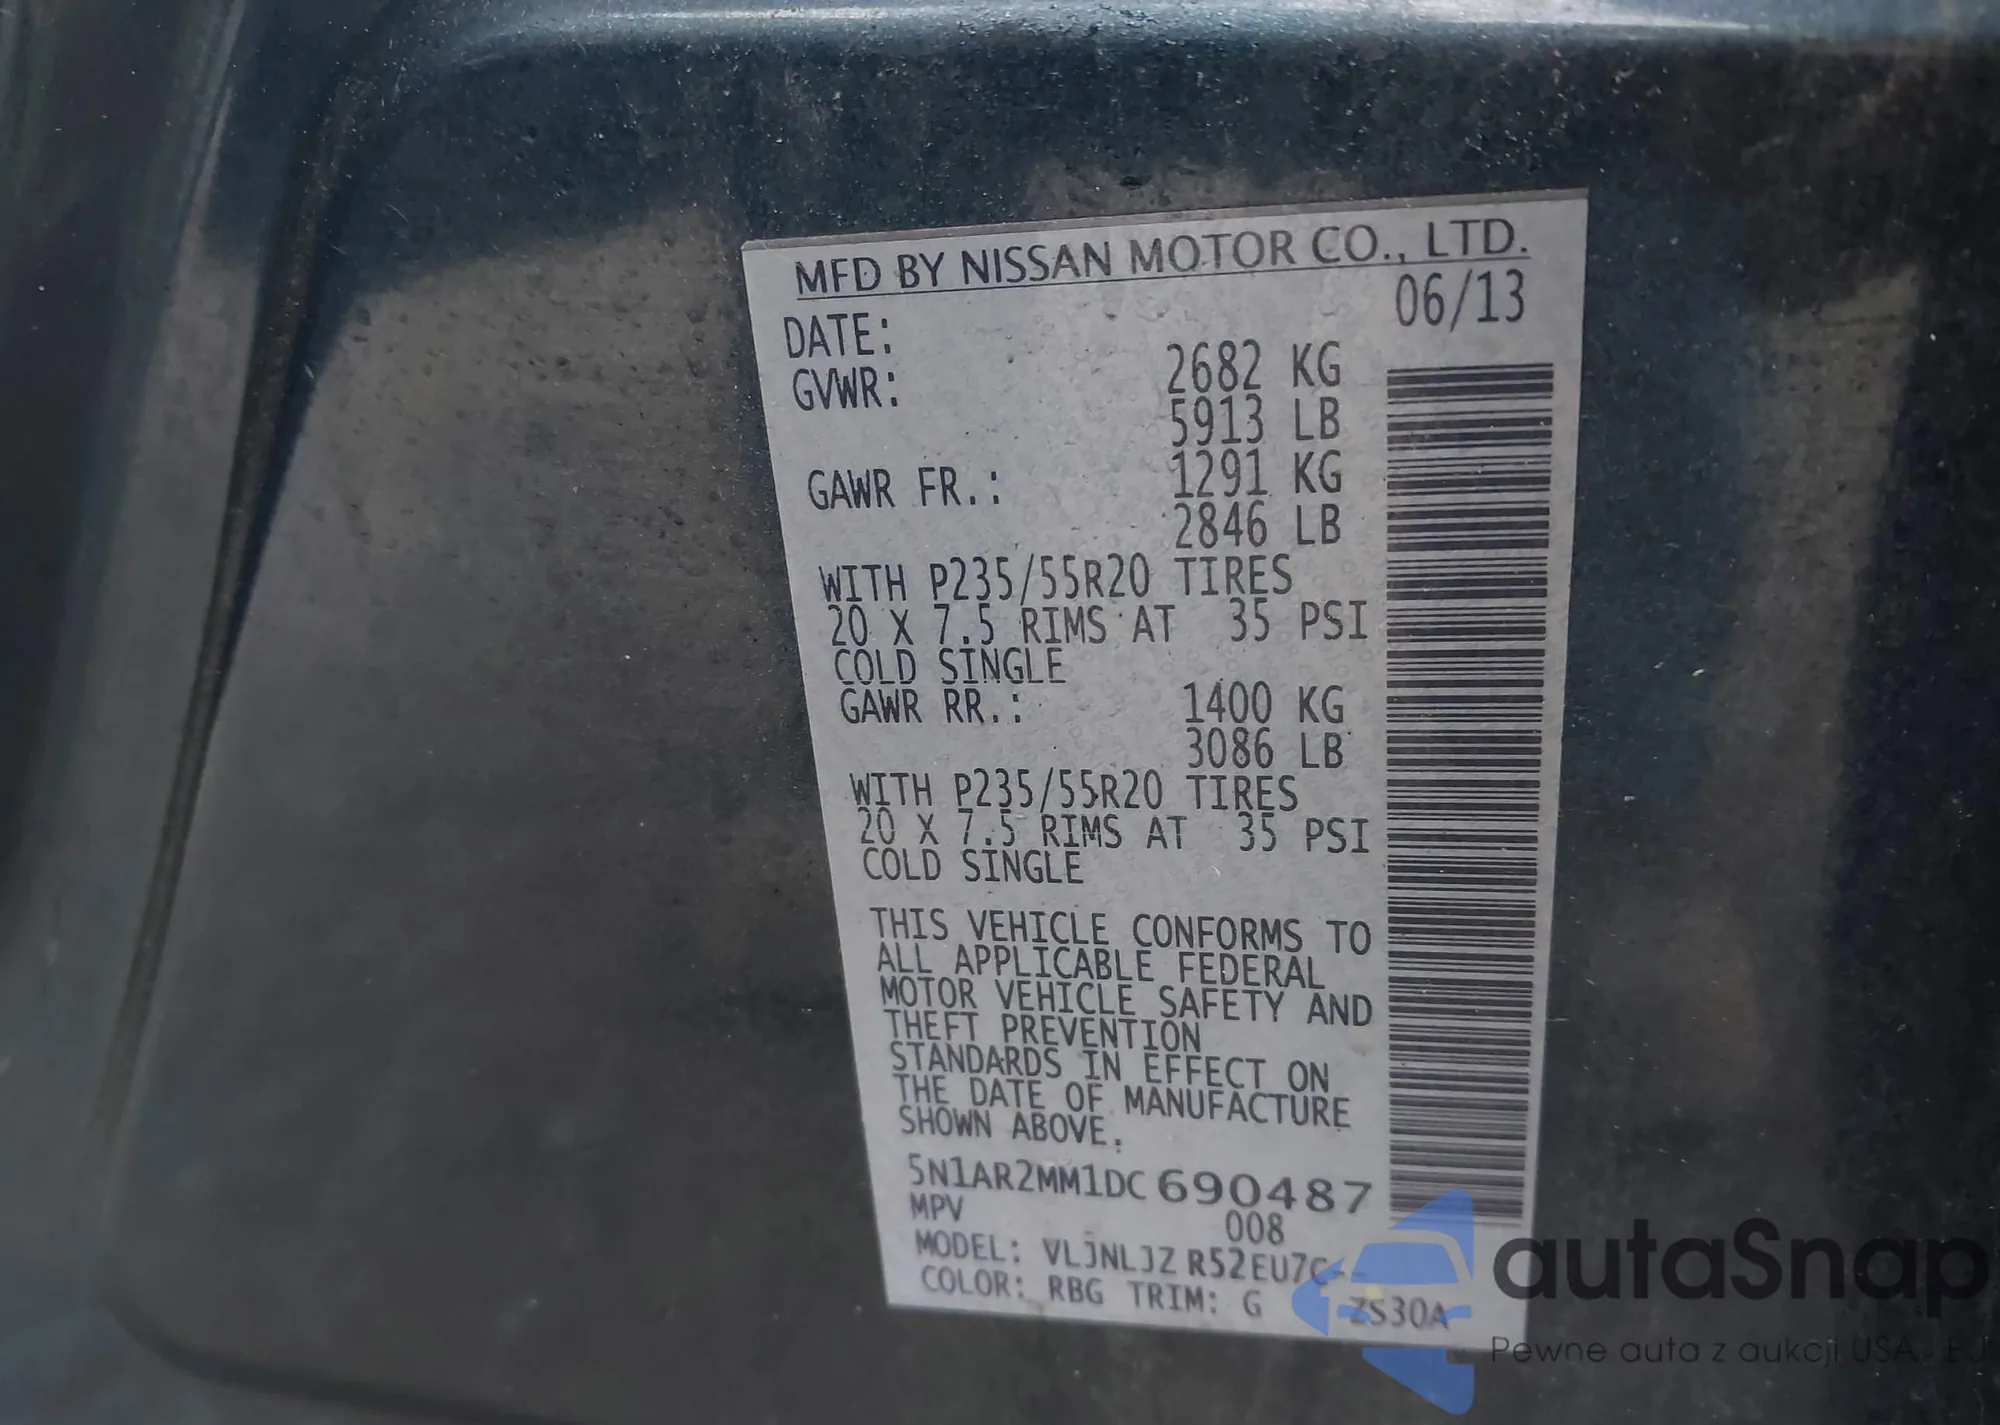 MFD BY NISSAN MOTOR CO., LTD.
DATE: 06/13
GVWR: 2682 KG
5913 LB
GAWR FR.: 1291 KG
2846 LB
WITH P235/55R20 TIRES
20 X 7.5 RIMS AT 35 PSI
COLD SINGLE
GAWR RR.: 1400 KG
3086 LB
WITH P235/55R20 TIRES
20 X 7.5 RIMS AT 35 PSI
COLD SINGLE
THIS VEHICLE CONFORMS TO
ALL APPLICABLE FEDERAL
MOTOR VEHICLE SAFETY AND
THEFT PREVENTION
STANDARDS IN EFFECT ON
THE DATE OF MANUFACTURE
SHOWN ABOVE.
5N1AR2MM1DC690487
MPV 008
MODEL: VLJNLJZ R52EU7C--
COLOR: RBG TRIM: G ZS30A
autaSnap
Pewne auta z aukcji USA